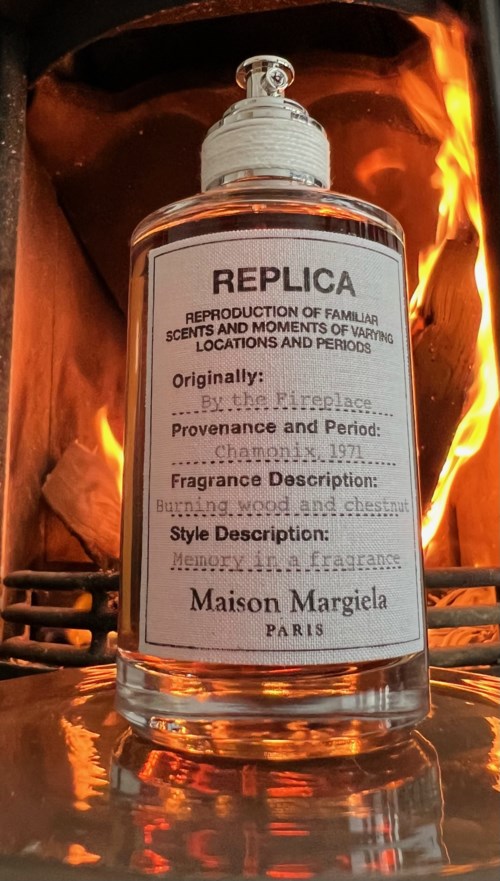 REPLICA
REPRODUCTION OF FAMILIAR
SCENTS AND MOMENTS OF VARYING
LOCATIONS AND PERIODS
Originally:
By the Fireplace
Provenance and Period:
Chamonix, 1971
Fragrance Description:
Burning wood and chestnut
Style Description:
Memory in a fragrance
Maison Margiela
PARIS